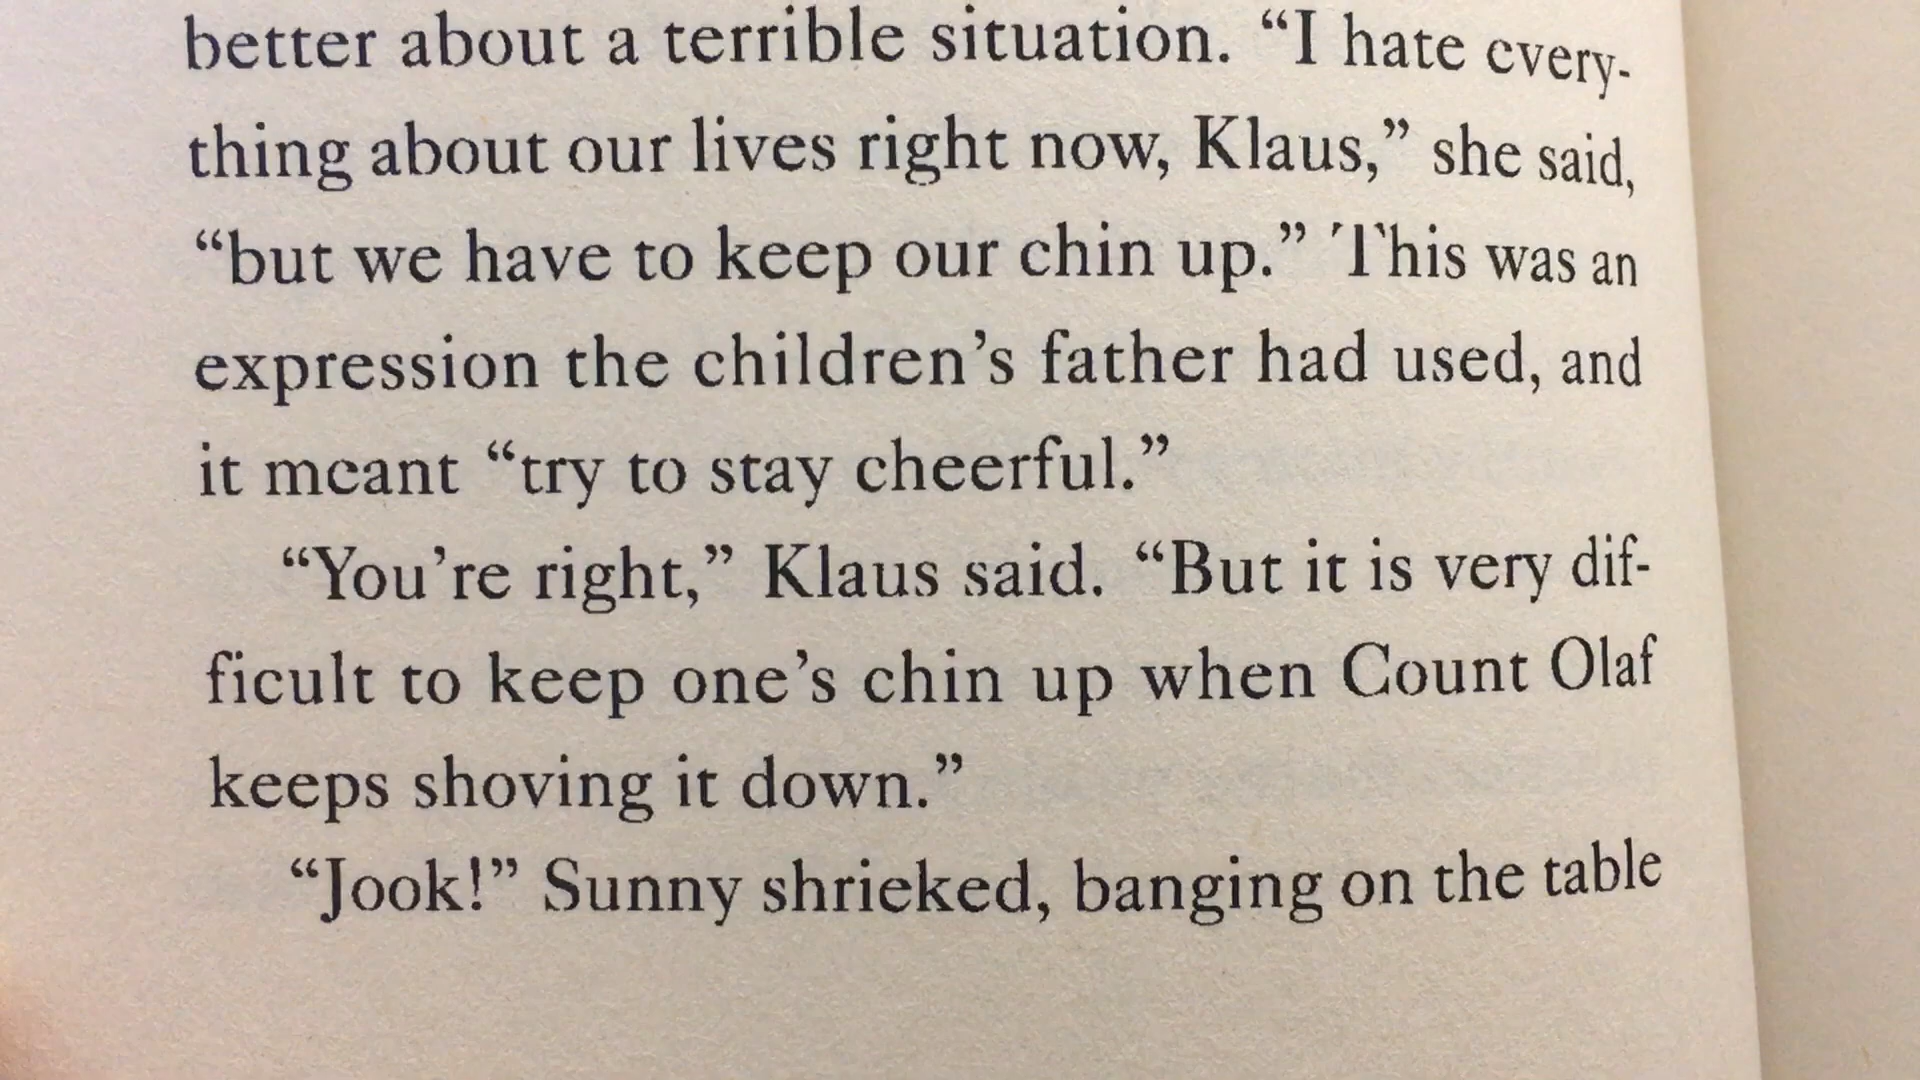 better about a terrible situation. “I hate every-
thing about our lives right now, Klaus,” she said,
“but we have to keep our chin up.” This was an
expression the children’s father had used, and
it meant “try to stay cheerful.”
“You’re right,” Klaus said. “But it is very dif-
ficult to keep one’s chin up when Count Olaf
keeps shoving it down.”
“Jook!” Sunny shrieked, banging on the table